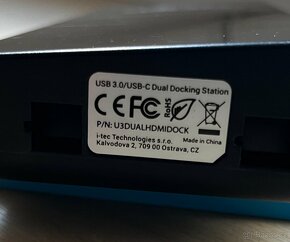 USB 3.0/USB-C Dual Docking Station
CE FC RoHS
P/N: U3DUALHDMIDOCK
i-tec Technologies s.r.o. Made in China
Kalvodova 2, 709 00 Ostrava, CZ